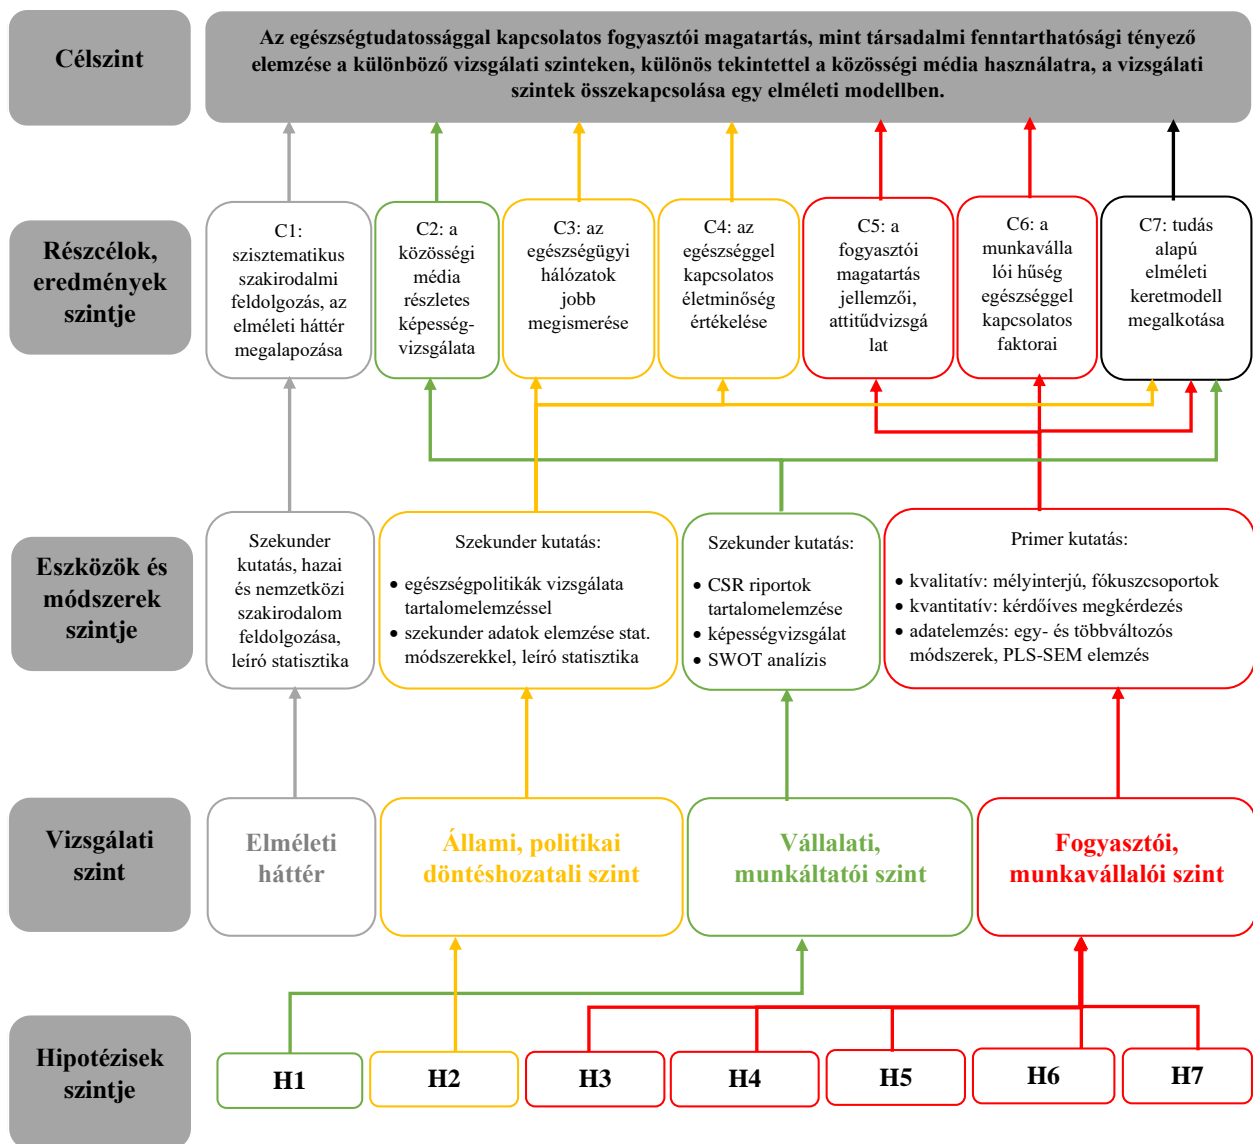 Célszint
Az egészségtudatossággal kapcsolatos fogyasztói magatartás, mint társadalmi fenntarthatósági tényező
elemzése a különböző vizsgálati szinteken, különös tekintettel a közösségi média használatra, a vizsgálati
szintek összekapcsolása egy elméleti modellben.
Részcélok,
eredmények
szintje
C1:
szisztematikus
szakirodalmi
feldolgozás, az
elméleti háttér
megalapozása
C2: a
közösségi
média
részletes
képesség-
vizsgálata
C3: az
egészségügyi
hálózatok
jobb
megismerése
C4: az
egészséggel
kapcsolatos
életminőség
értékelése
C5: a
fogyasztói
magatartás
jellemzői,
attitűdvizsgá
lat
C6: a
munkaválla
lói hűség
egészséggel
kapcsolatos
faktorai
C7: tudás
alapú
elméleti
keretmodell
megalkotása
Eszközök és
módszerek
szintje
Szekunder
kutatás, hazai
és nemzetközi
szakirodalom
feldolgozása,
leíró statisztika
Szekunder kutatás:
• egészségpolitikák vizsgálata
tartalomelemzéssel
• szekunder adatok elemzése stat.
módszerekkel, leíró statisztika
Szekunder kutatás:
• CSR riportok
tartalomelemzése
• képességvizsgálat
• SWOT analízis
Primer kutatás:
• kvalitatív: mélyinterjú, fókuszcsoportok
• kvantitatív: kérdőíves megkérdezés
• adatelemzés: egy- és többváltozós
módszerek, PLS-SEM elemzés
Vizsgálati
szint
Elméleti
háttér
Állami, politikai
döntéshozatali szint
Vállalati,
munkáltatói szint
Fogyasztói,
munkavállalói szint
Hipotézisek
szintje
H1
H2
H3
H4
H5
H6
H7